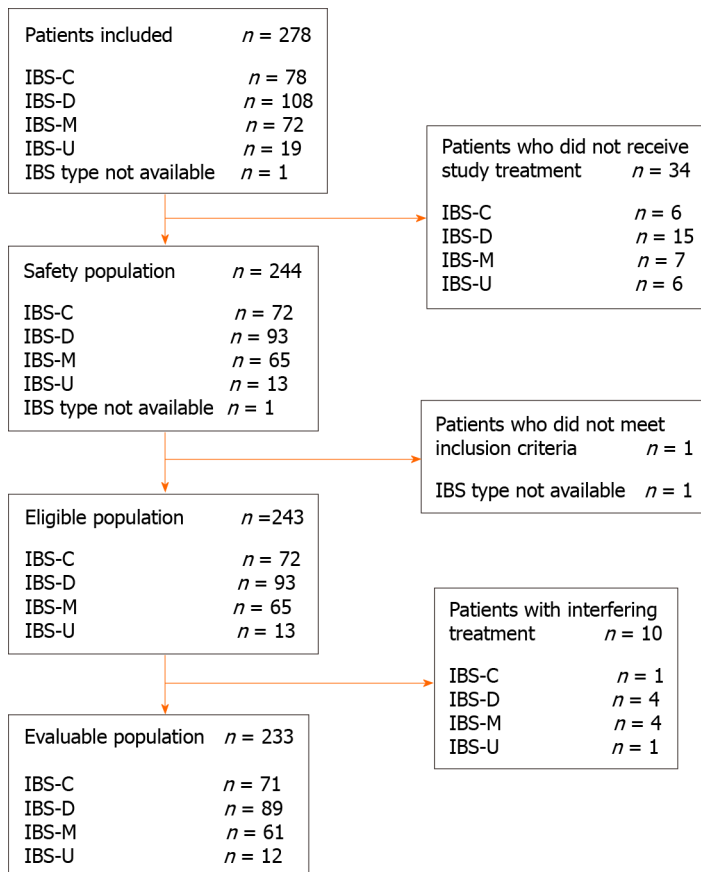 Patients included n = 278
IBS-C n = 78
IBS-D n = 108
IBS-M n = 72
IBS-U n = 19
IBS type not available n = 1
Patients who did not receive
study treatment n = 34
IBS-C n = 6
IBS-D n = 15
IBS-M n = 7
IBS-U n = 6
Safety population n = 244
IBS-C n = 72
IBS-D n = 93
IBS-M n = 65
IBS-U n = 13
IBS type not available n = 1
Patients who did not meet
inclusion criteria n = 1
IBS type not available n = 1
Eligible population n =243
IBS-C n = 72
IBS-D n = 93
IBS-M n = 65
IBS-U n = 13
Patients with interfering
treatment n = 10
IBS-C n = 1
IBS-D n = 4
IBS-M n = 4
IBS-U n = 1
Evaluable population n = 233
IBS-C n = 71
IBS-D n = 89
IBS-M n = 61
IBS-U n = 12